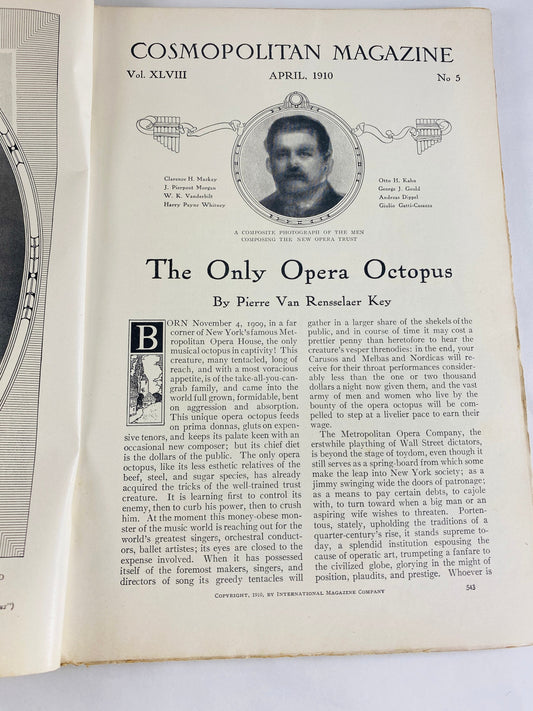 COSMOPOLITAN MAGAZINE
Vol. XLVIII
APRIL, 1910
No 5
Clarence H. Mackay
J. Pierpont Morgan
W. K. Vanderbilt
Harry Payne Whitney
Otto H. Kahn
George J. Gould
Andreas Dippel
Giulio Gatti-Casazza
A COMPOSITE PHOTOGRAPH OF THE MEN
COMPOSING THE NEW OPERA TRUST
The Only Opera Octopus
By Pierre Van Rensselaer Key
BORN November 4, 1909, in a far
corner of New York's famous Met-
ropolitan Opera House, the only
musical octopus in captivity! This
creature, many tentacled, long of
reach, and with a most voracious
appetite, is of the take-all-you-can-
grab family, and came into the
world full grown, formidable, bent
on aggression and absorption.
This unique opera octopus feeds
on prima donnas, gluts on expen-
sive tenors, and keeps its palate keen with an
occasional new composer; but its chief diet
is the dollars of the public. The only opera
octopus, like its less esthetic relatives of the
beef, steel, and sugar species, has already
acquired the tricks of the well-trained trust
creature. It is learning first to control its
enemy, then to curb his power, then to crush
him. At the moment this money-obese mon-
ster of the music world is reaching out for the
world's greatest singers, orchestral conduct-
ors, ballet artistes; its eyes are closed to the
expense involved. When it has possessed
itself of the foremost makers, singers, and
directors of song its greedy tentacles will
gather in a larger share of the shekels of the
public, and in course of time it may cost a
prettier penny than heretofore to hear the
creature's vesper threnodies: in the end, your
Carusos and Melbas and Nordicas will re-
ceive for their throat performances consider-
ably less than the one or two thousand
dollars a night now given them, and the vast
army of men and women who live by the
bounty of the opera octopus will be com-
pelled to step at a livelier pace to earn their
wage.
The Metropolitan Opera Company, the
erstwhile plaything of Wall Street dictators,
is beyond the stage of toydom, even though it
still serves as a spring-board from which some
make the leap into New York society; as a
jimmy swinging wide the doors of patronage;
as a means to pay certain debts, to cajole
with, to turn toward when a big man or an
aspiring wife wishes to threaten. Porten-
tous, stately, upholding the traditions of a
quarter-century's rise, it stands supreme to-
day, a splendid institution espousing the
cause of operatic art, trumpeting a fanfare to
the civilized globe, glorying in the might of
position, plaudits, and prestige. Whoever is
COPYRIGHT, 1910, BY INTERNATIONAL MAGAZINE COMPANY
543